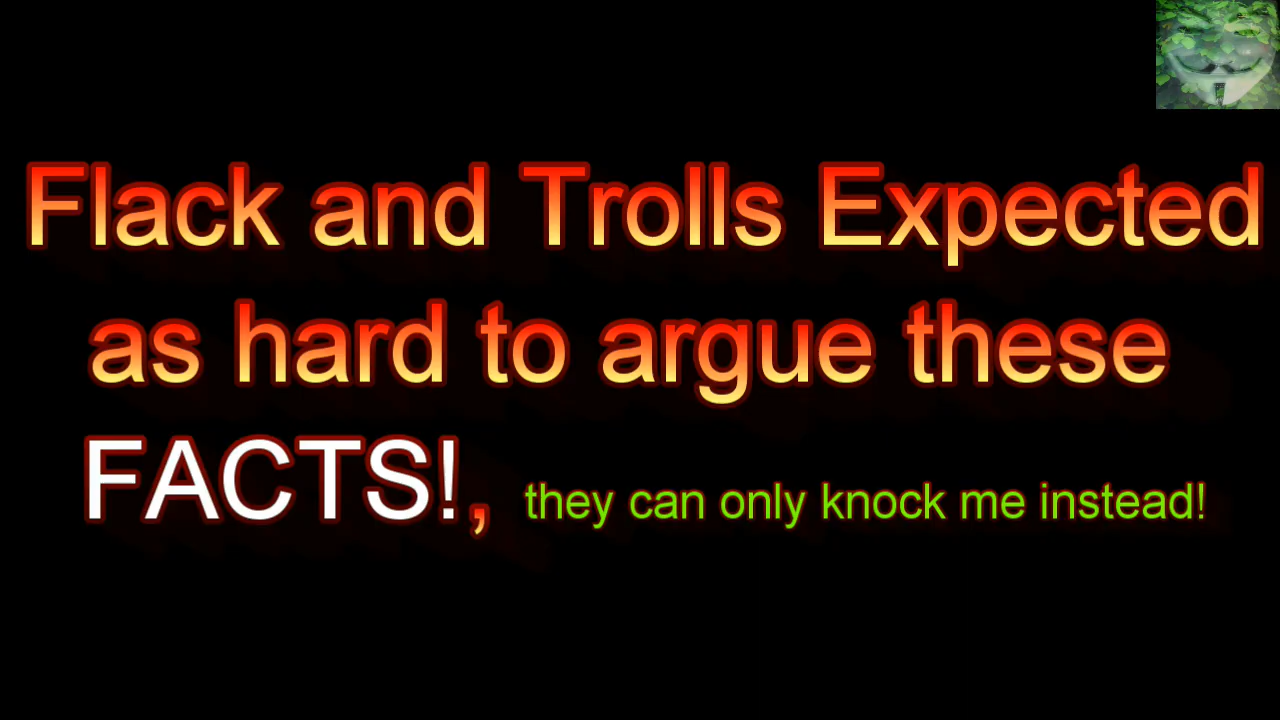 Flack and Trolls Expected
as hard to argue these
FACTS!, they can only knock me instead!